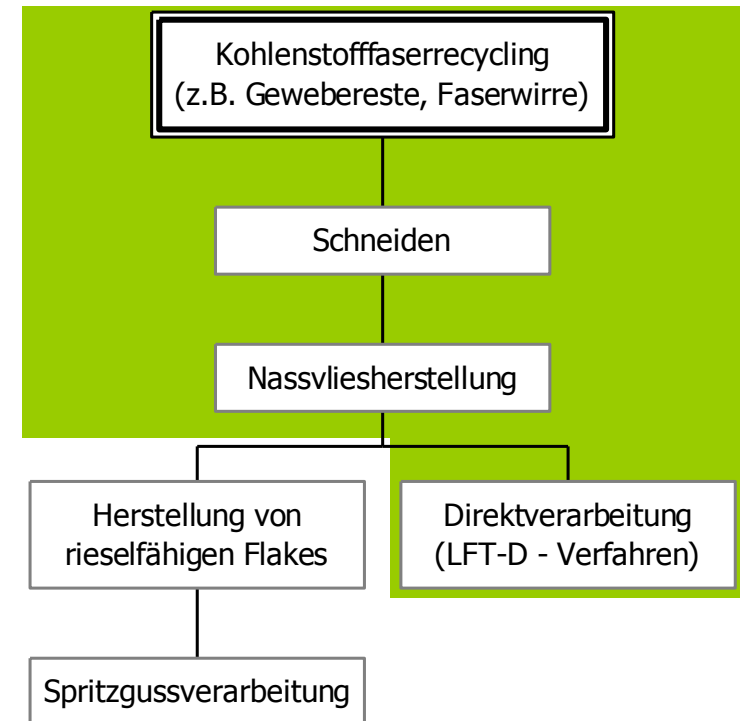 Kohlenstofffaserrecycling
(z.B. Gewebereste, Faserwirre)
Schneiden
Nassvliesherstellung
Herstellung von
rieselfähigen Flakes
Direktverarbeitung
(LFT-D - Verfahren)
Spritzgussverarbeitung